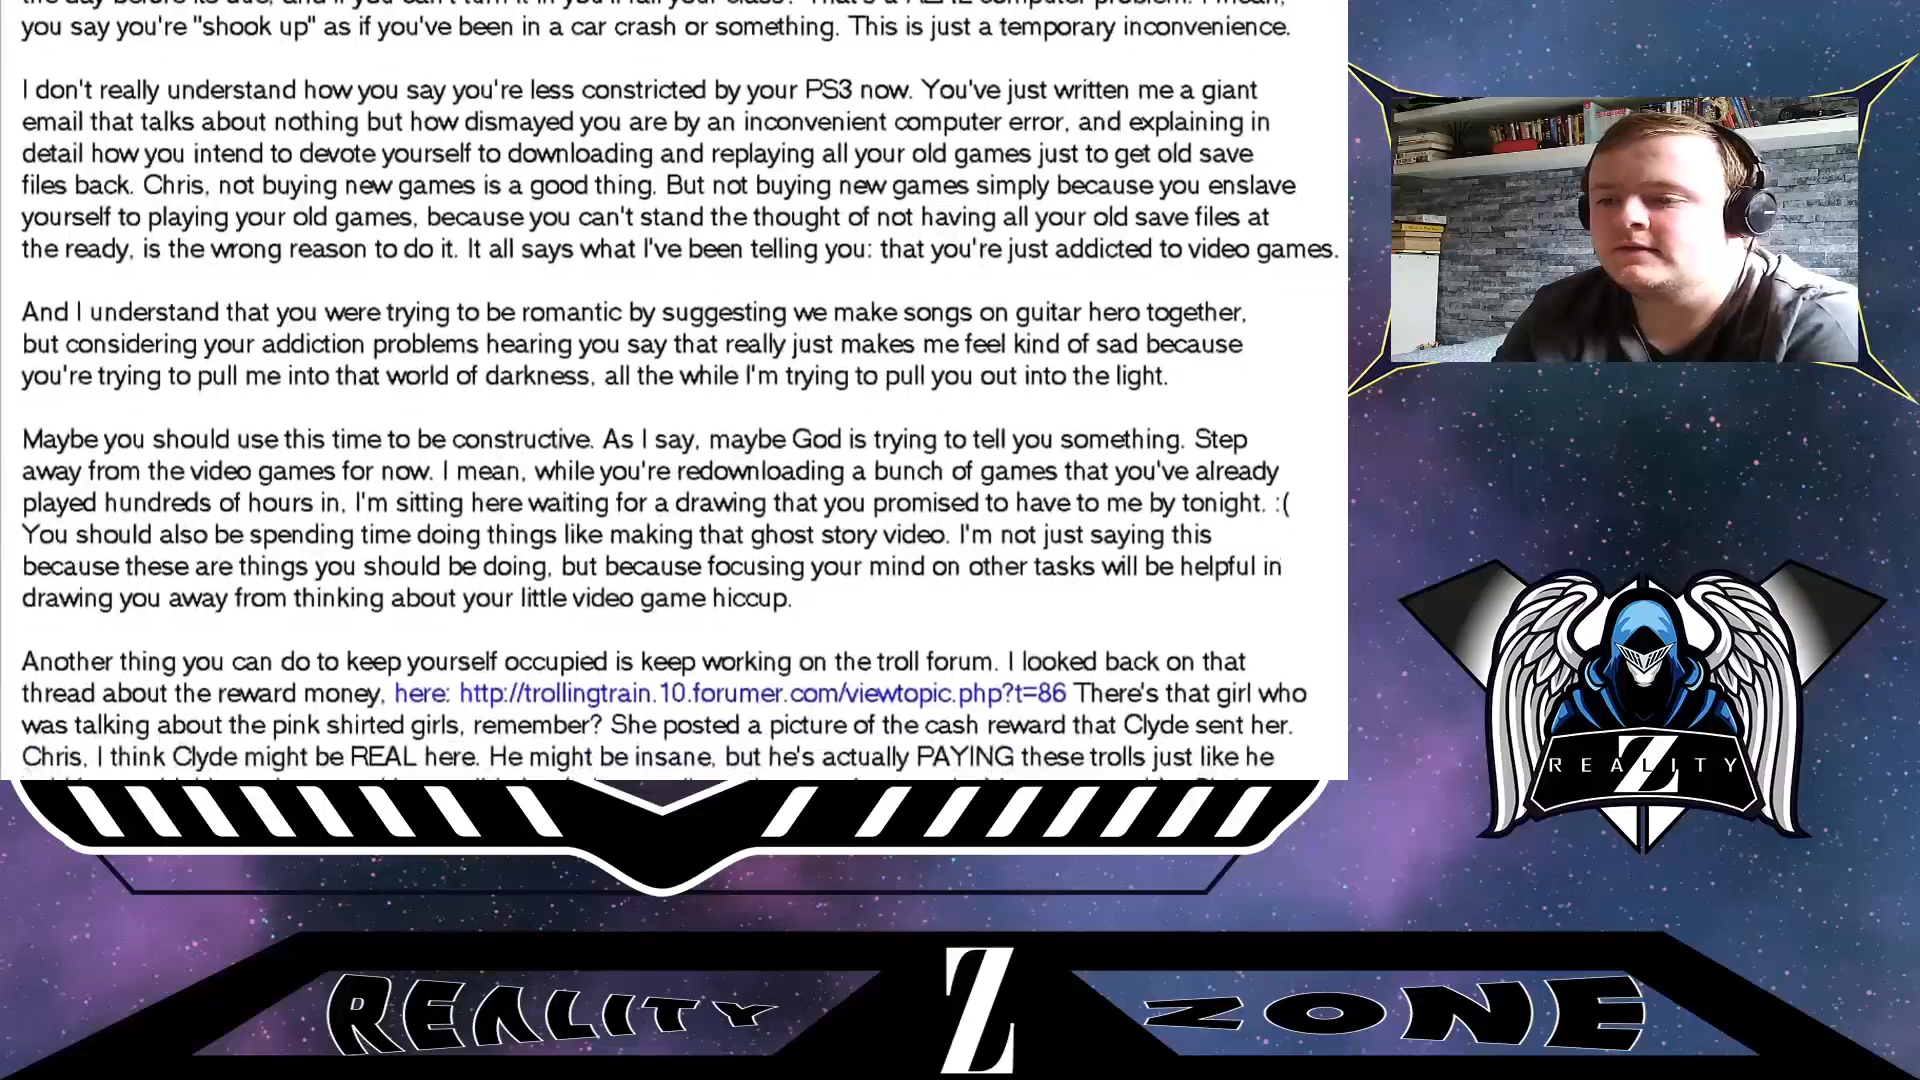 you say you're "shook up" as if you've been in a car crash or something. This is just a temporary inconvenience.
I don't really understand how you say you're less constricted by your PS3 now. You've just written me a giant
email that talks about nothing but how dismayed you are by an inconvenient computer error, and explaining in
detail how you intend to devote yourself to downloading and replaying all your old games just to get old save
files back. Chris, not buying new games is a good thing. But not buying new games simply because you enslave
yourself to playing your old games, because you can't stand the thought of not having all your old save files at
the ready, is the wrong reason to do it. It all says what I've been telling you: that you're just addicted to video games.
And I understand that you were trying to be romantic by suggesting we make songs on guitar hero together,
but considering your addiction problems hearing you say that really just makes me feel kind of sad because
you're trying to pull me into that world of darkness, all the while I'm trying to pull you out into the light.
Maybe you should use this time to be constructive. As I say, maybe God is trying to tell you something. Step
away from the video games for now. I mean, while you're redownloading a bunch of games that you've already
played hundreds of hours in, I'm sitting here waiting for a drawing that you promised to have to me by tonight. :(
You should also be spending time doing things like making that ghost story video. I'm not just saying this
because these are things you should be doing, but because focusing your mind on other tasks will be helpful in
drawing you away from thinking about your little video game hiccup.
Another thing you can do to keep yourself occupied is keep working on the troll forum. I looked back on that
thread about the reward money, here: http://trollingtrain.10.forumer.com/viewtopic.php?t=86 There's that girl who
was talking about the pink shirted girls, remember? She posted a picture of the cash reward that Clyde sent her.
Chris, I think Clyde might be REAL here. He might be insane, but he's actually PAYING these trolls just like he
REALITY
Z
REALITY Z ZONE